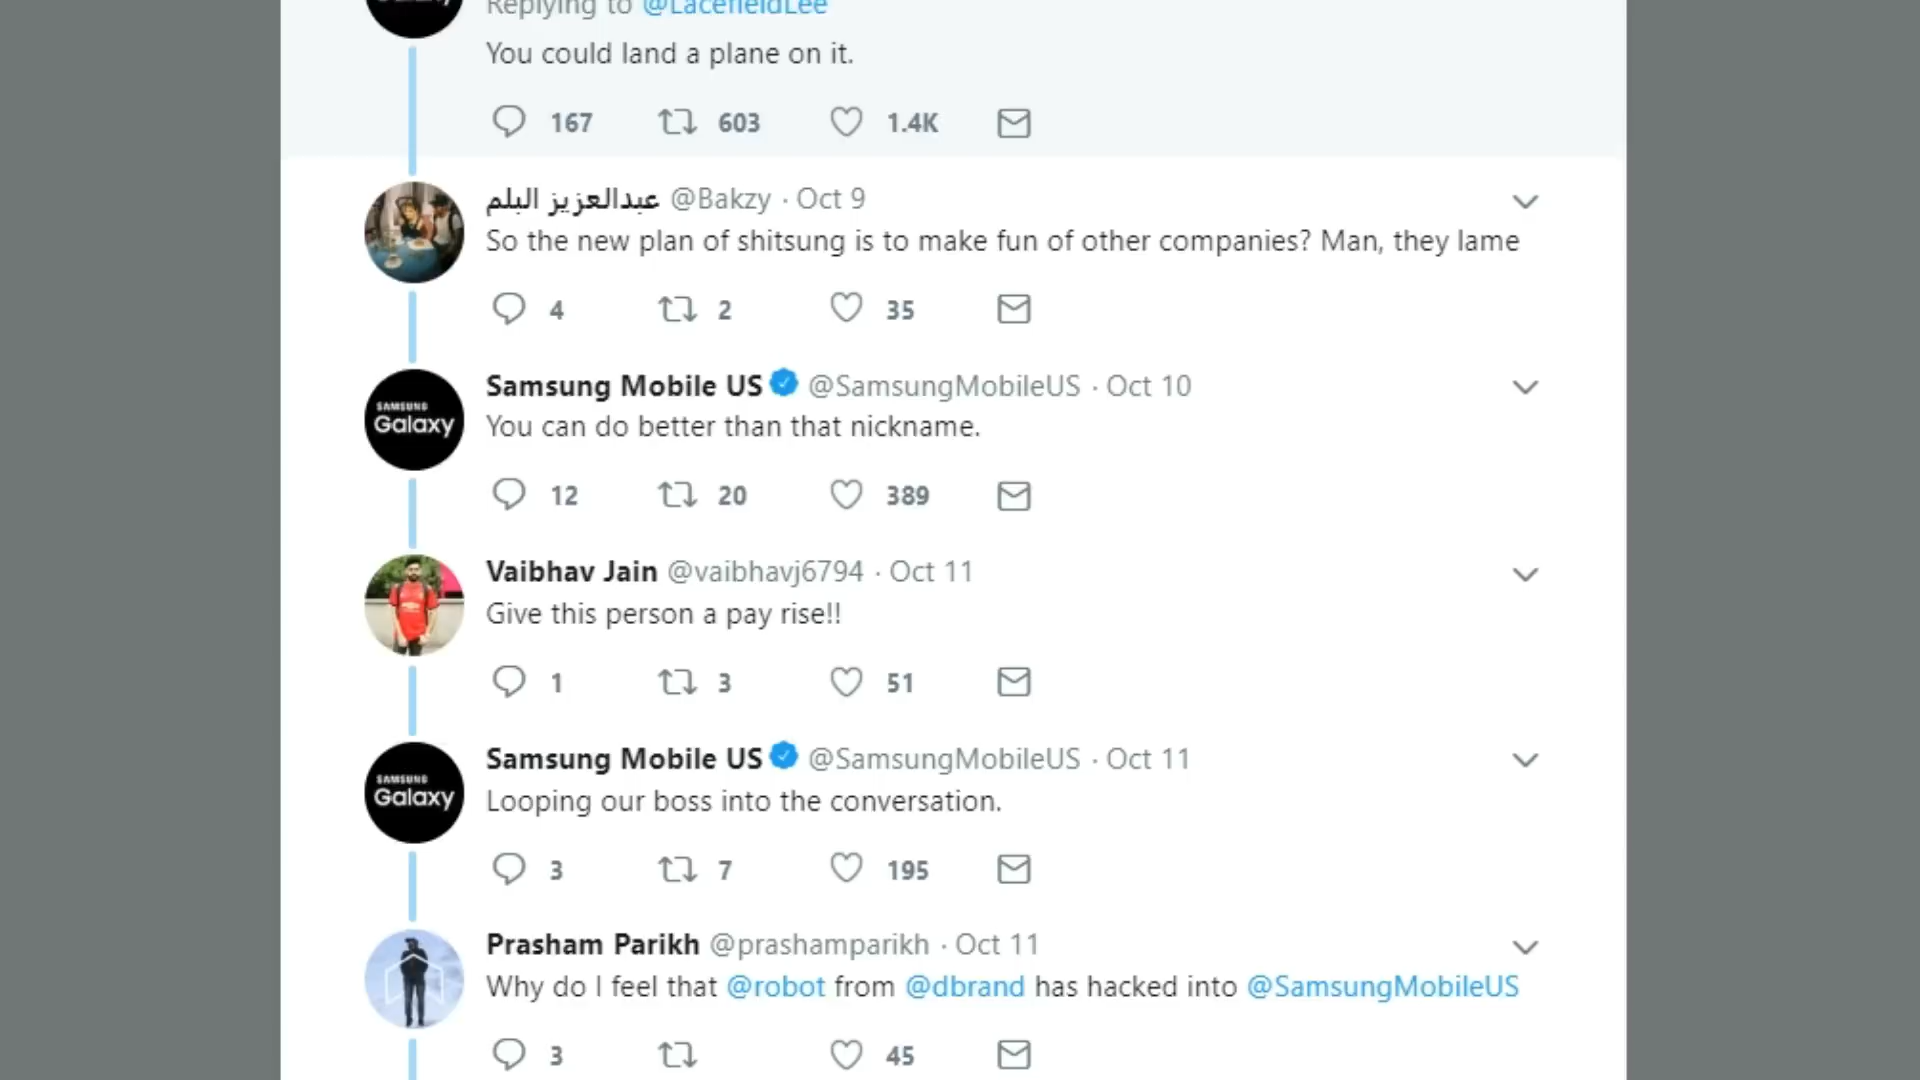 Replying to @LacefieldLee
You could land a plane on it.
167 603 1.4K
عبدالعزيز البلم @Bakzy · Oct 9
So the new plan of shitsung is to make fun of other companies? Man, they lame
4 2 35
Samsung Mobile US @SamsungMobileUS · Oct 10
SAMSUNG
Galaxy
You can do better than that nickname.
12 20 389
Vaibhav Jain @vaibhavj6794 · Oct 11
Give this person a pay rise!!
1 3 51
Samsung Mobile US @SamsungMobileUS · Oct 11
SAMSUNG
Galaxy
Looping our boss into the conversation.
3 7 195
Prasham Parikh @prashamparikh · Oct 11
Why do I feel that @robot from @dbrand has hacked into @SamsungMobileUS
3 45